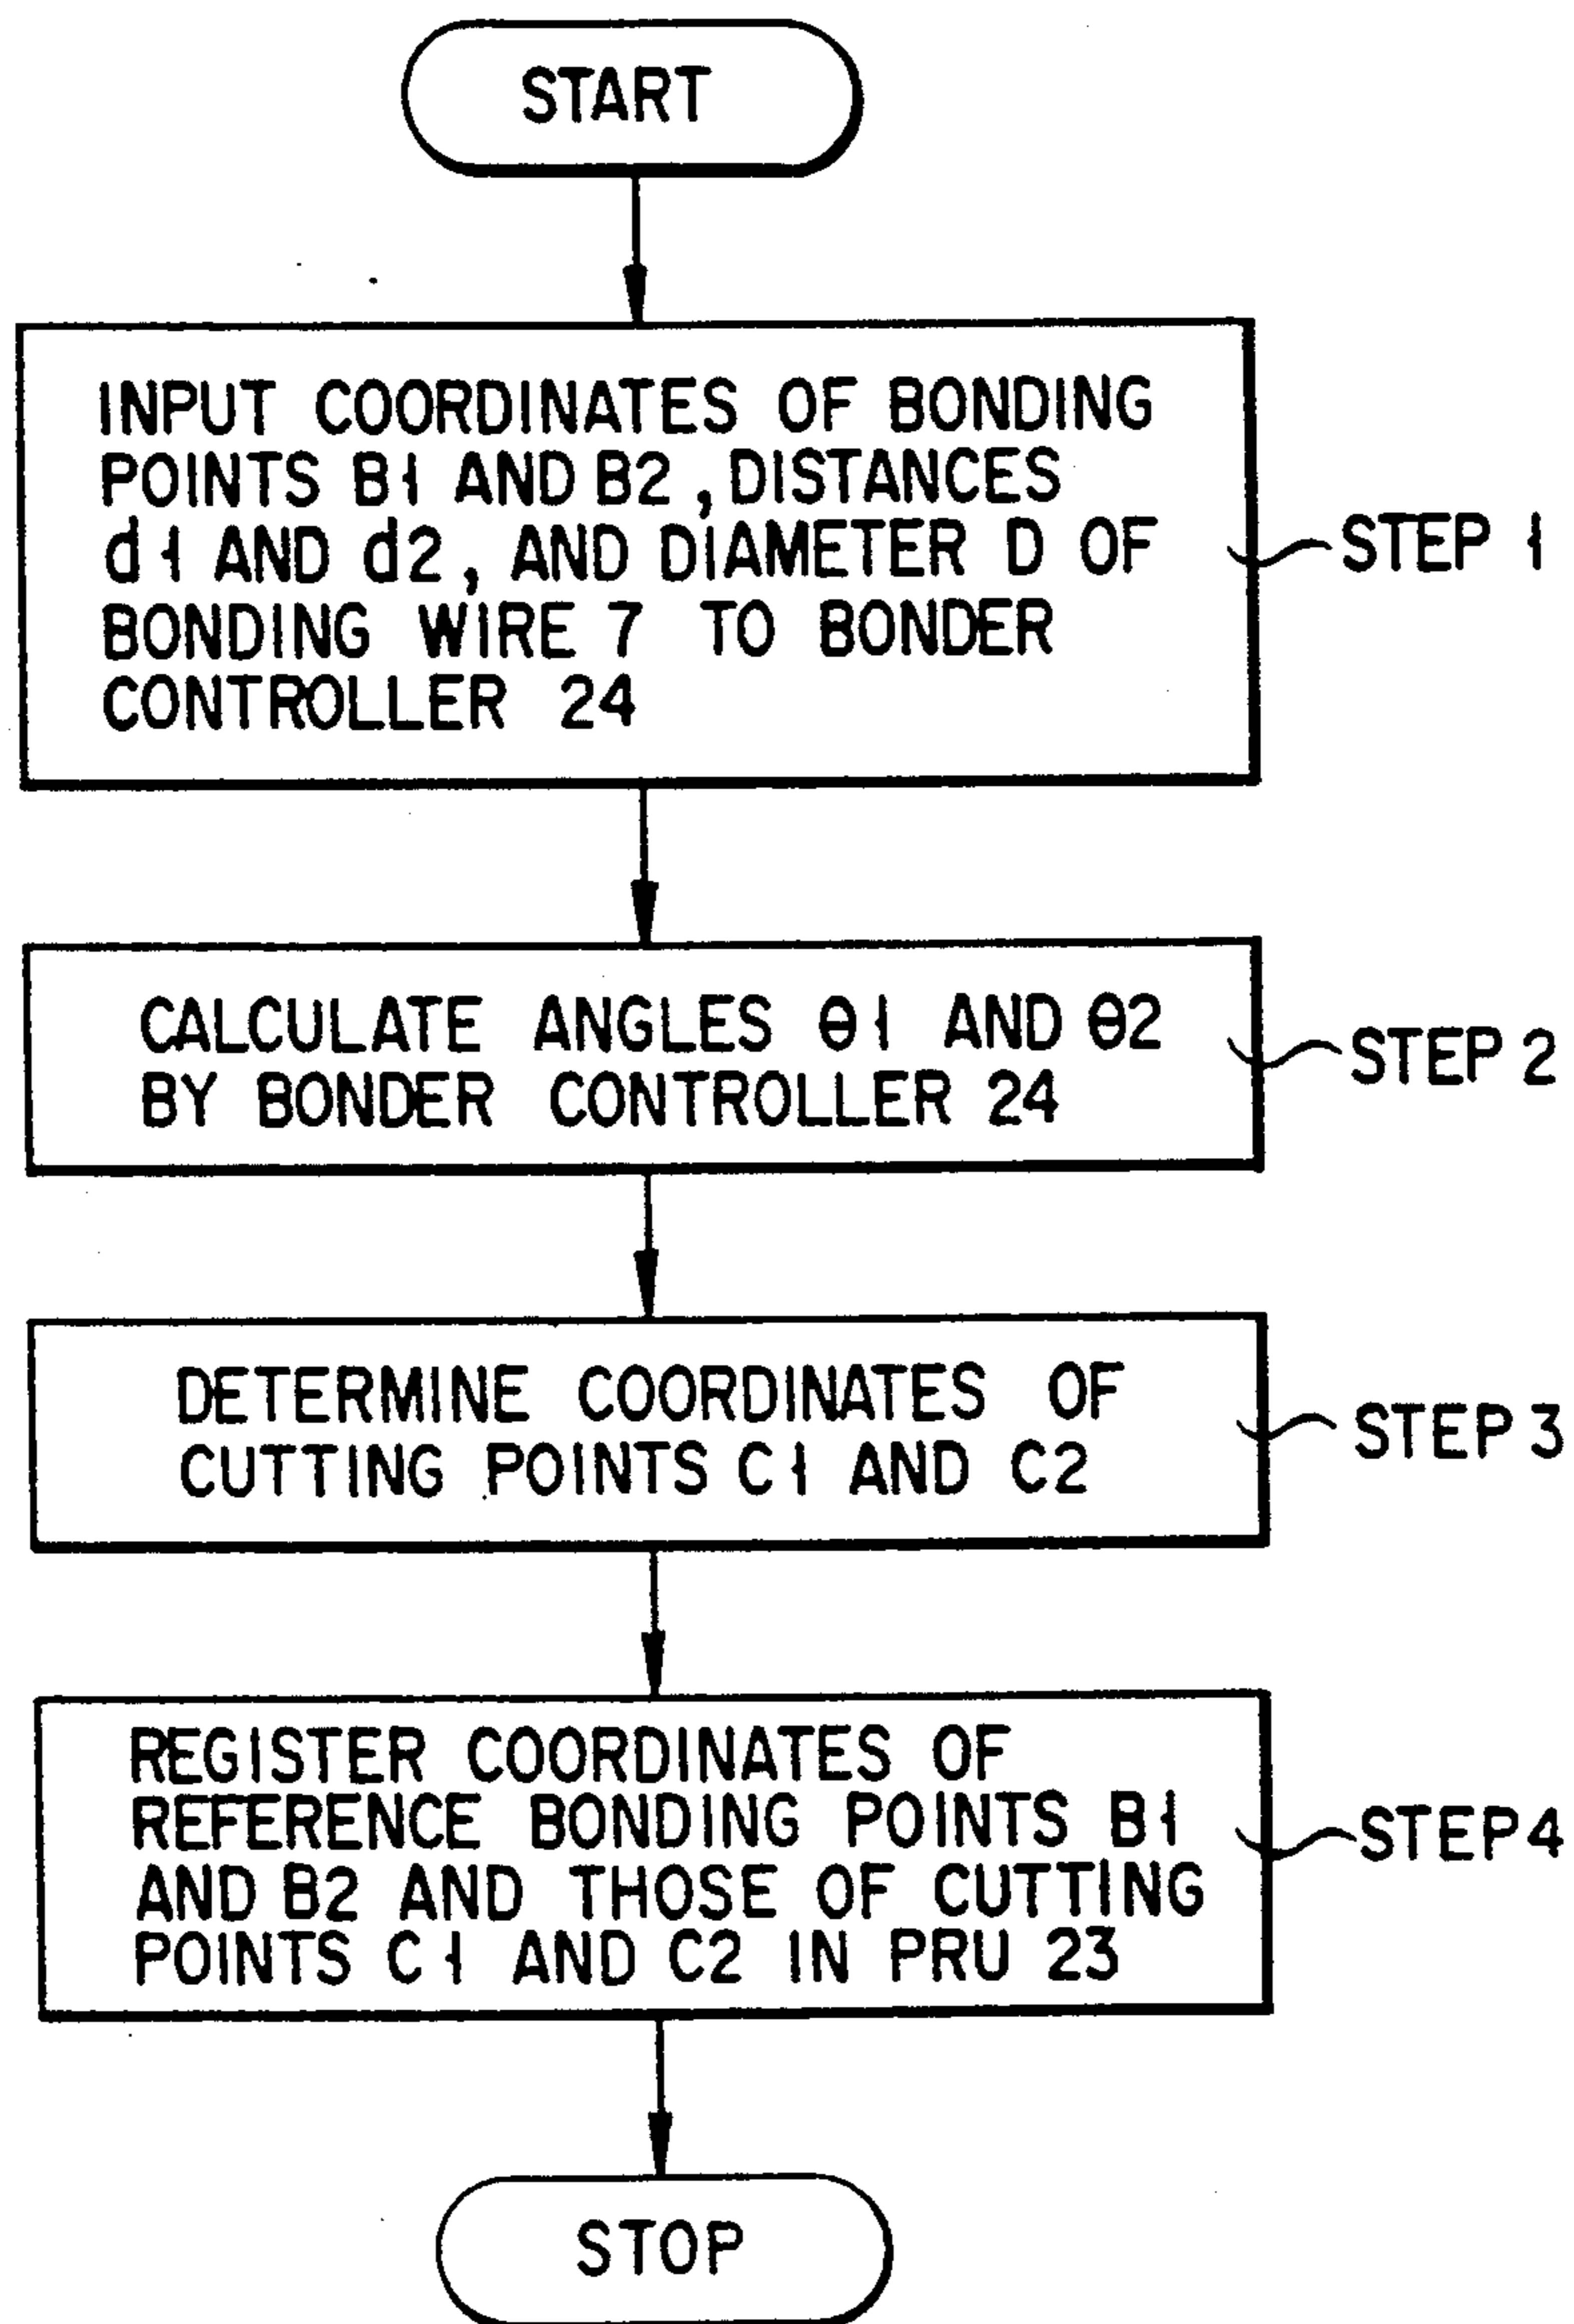 START
INPUT COORDINATES OF BONDING
POINTS B1 AND B2, DISTANCES
d1 AND d2, AND DIAMETER D OF
BONDING WIRE 7 TO BONDER
CONTROLLER 24
STEP 1
CALCULATE ANGLES θ1 AND θ2
BY BONDER CONTROLLER 24
STEP 2
DETERMINE COORDINATES OF
CUTTING POINTS C1 AND C2
STEP 3
REGISTER COORDINATES OF
REFERENCE BONDING POINTS B1
AND B2 AND THOSE OF CUTTING
POINTS C1 AND C2 IN PRU 23
STEP 4
STOP